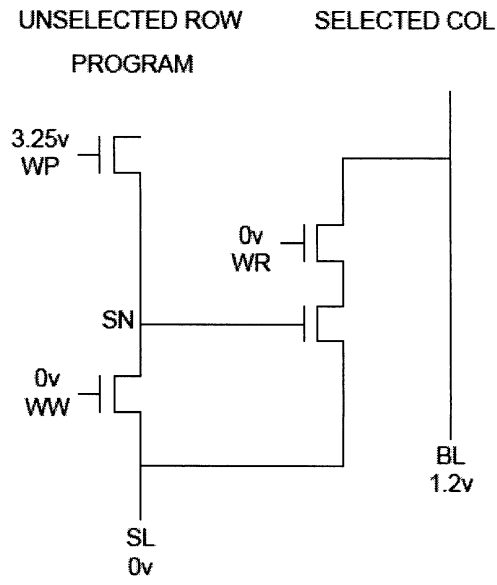 UNSELECTED ROW
SELECTED COL
PROGRAM
3.25v
WP
0v
WR
SN
0v
WW
BL
1.2v
SL
0v